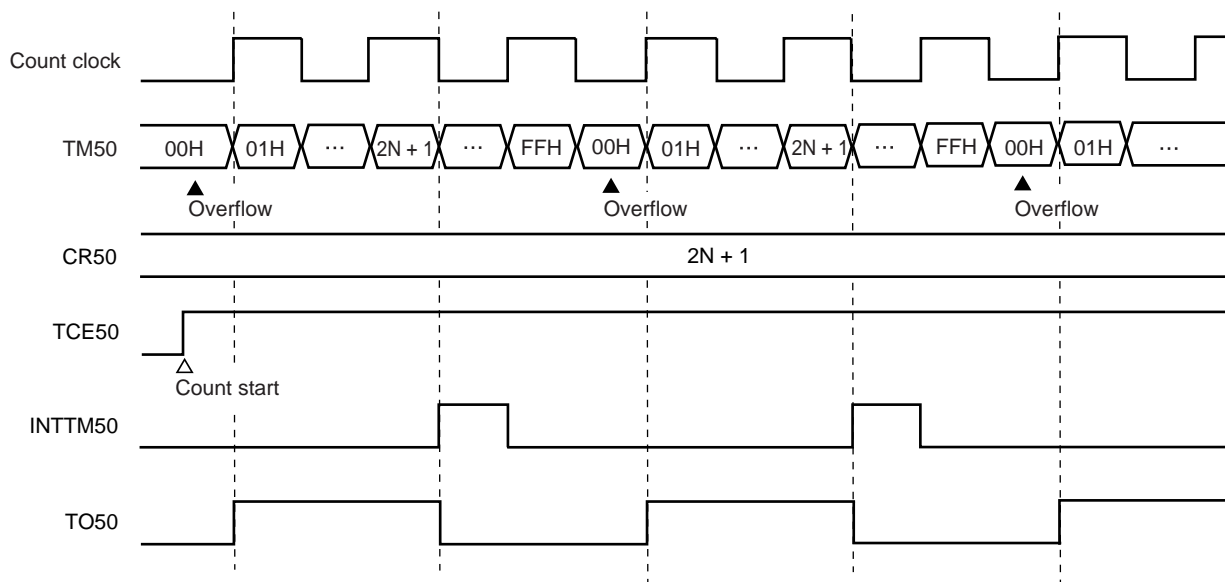 Count clock
TM50 00H 01H ··· 2N + 1 ··· FFH 00H 01H ··· 2N + 1 ··· FFH 00H 01H ···
Overflow Overflow Overflow
CR50 2N + 1
TCE50
Count start
INTTM50
TO50